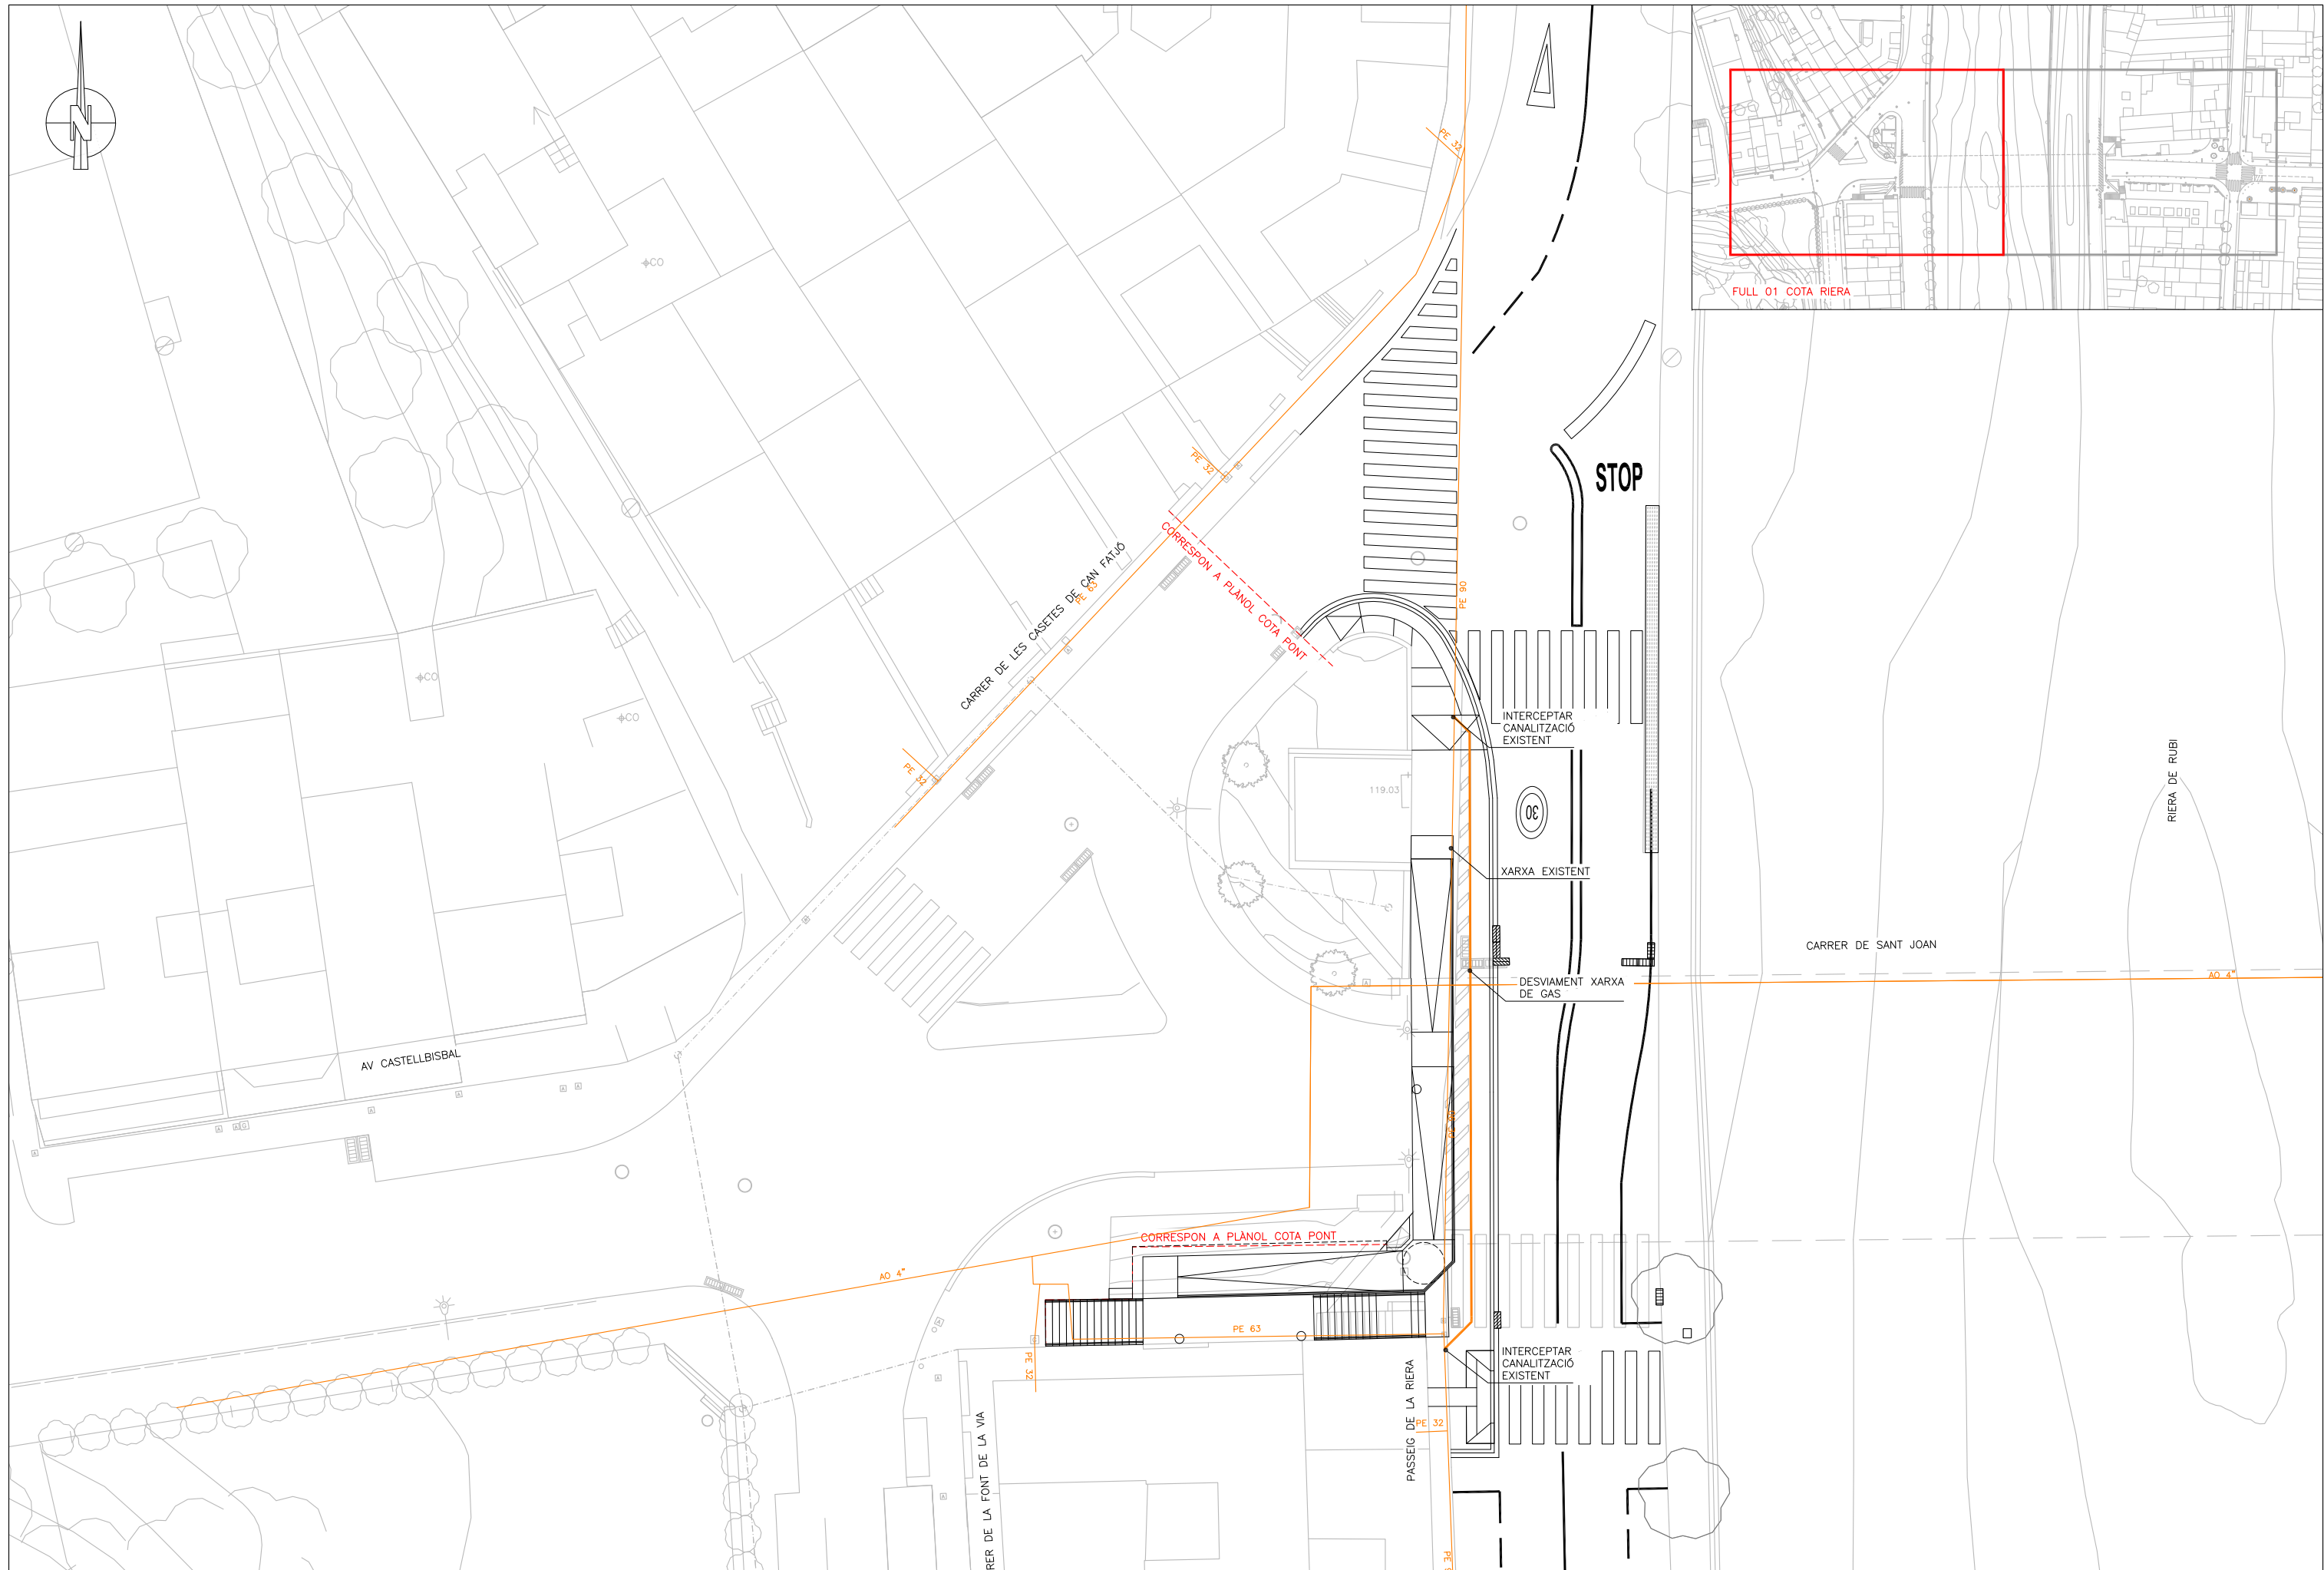 N
FULL 01 COTA RIERA
PE 32
CO
STOP
PE 32
CORRESPON A PLÀNOL COTA PONT
CARRER DE LES CASETES DE CAN FATJÓ
PE 63
PE 90
CO
CO
INTERCEPTAR
CANALITZACIÓ
EXISTENT
PE 32
119.03
30
RIERA DE RUBI
XARXA EXISTENT
CARRER DE SANT JOAN
AO 4"
DESVIAMENT XARXA
DE GAS
AV CASTELLBISBAL
CORRESPON A PLÀNOL COTA PONT
AO 4"
PE 63
PE 32
INTERCEPTAR
CANALITZACIÓ
EXISTENT
PASSEIG DE LA RIERA
PE 32
RER DE LA FONT DE LA VIA
PE